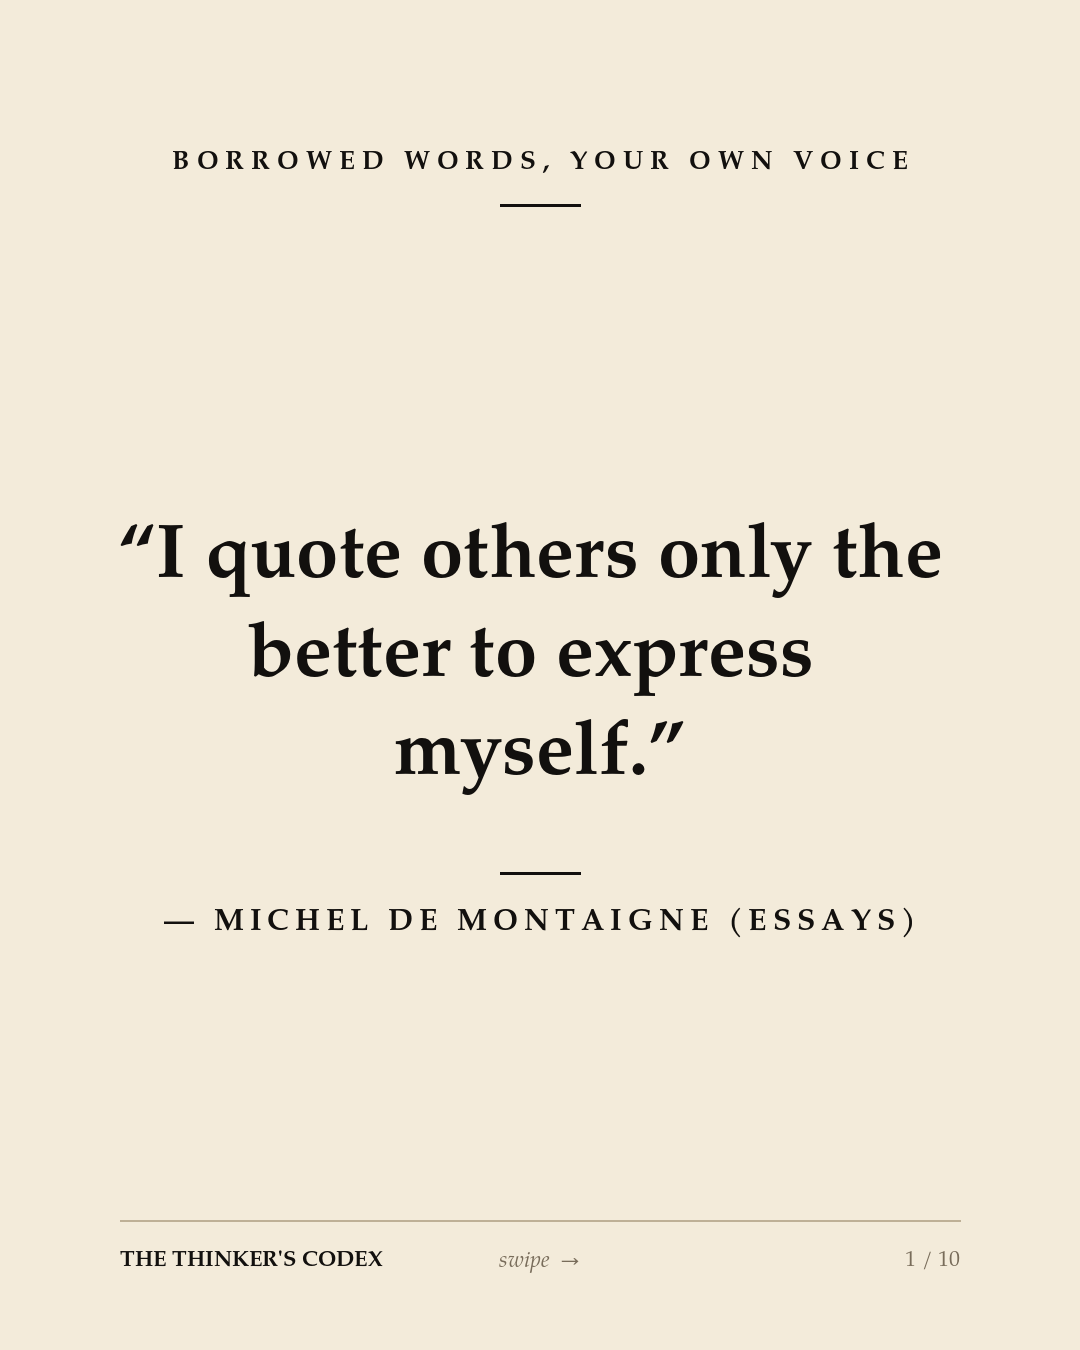 BORROWED WORDS, YOUR OWN VOICE
“I quote others only the
better to express
myself.”
— MICHEL DE MONTAIGNE (ESSAYS)
THE THINKER'S CODEX
swipe →
1 / 10